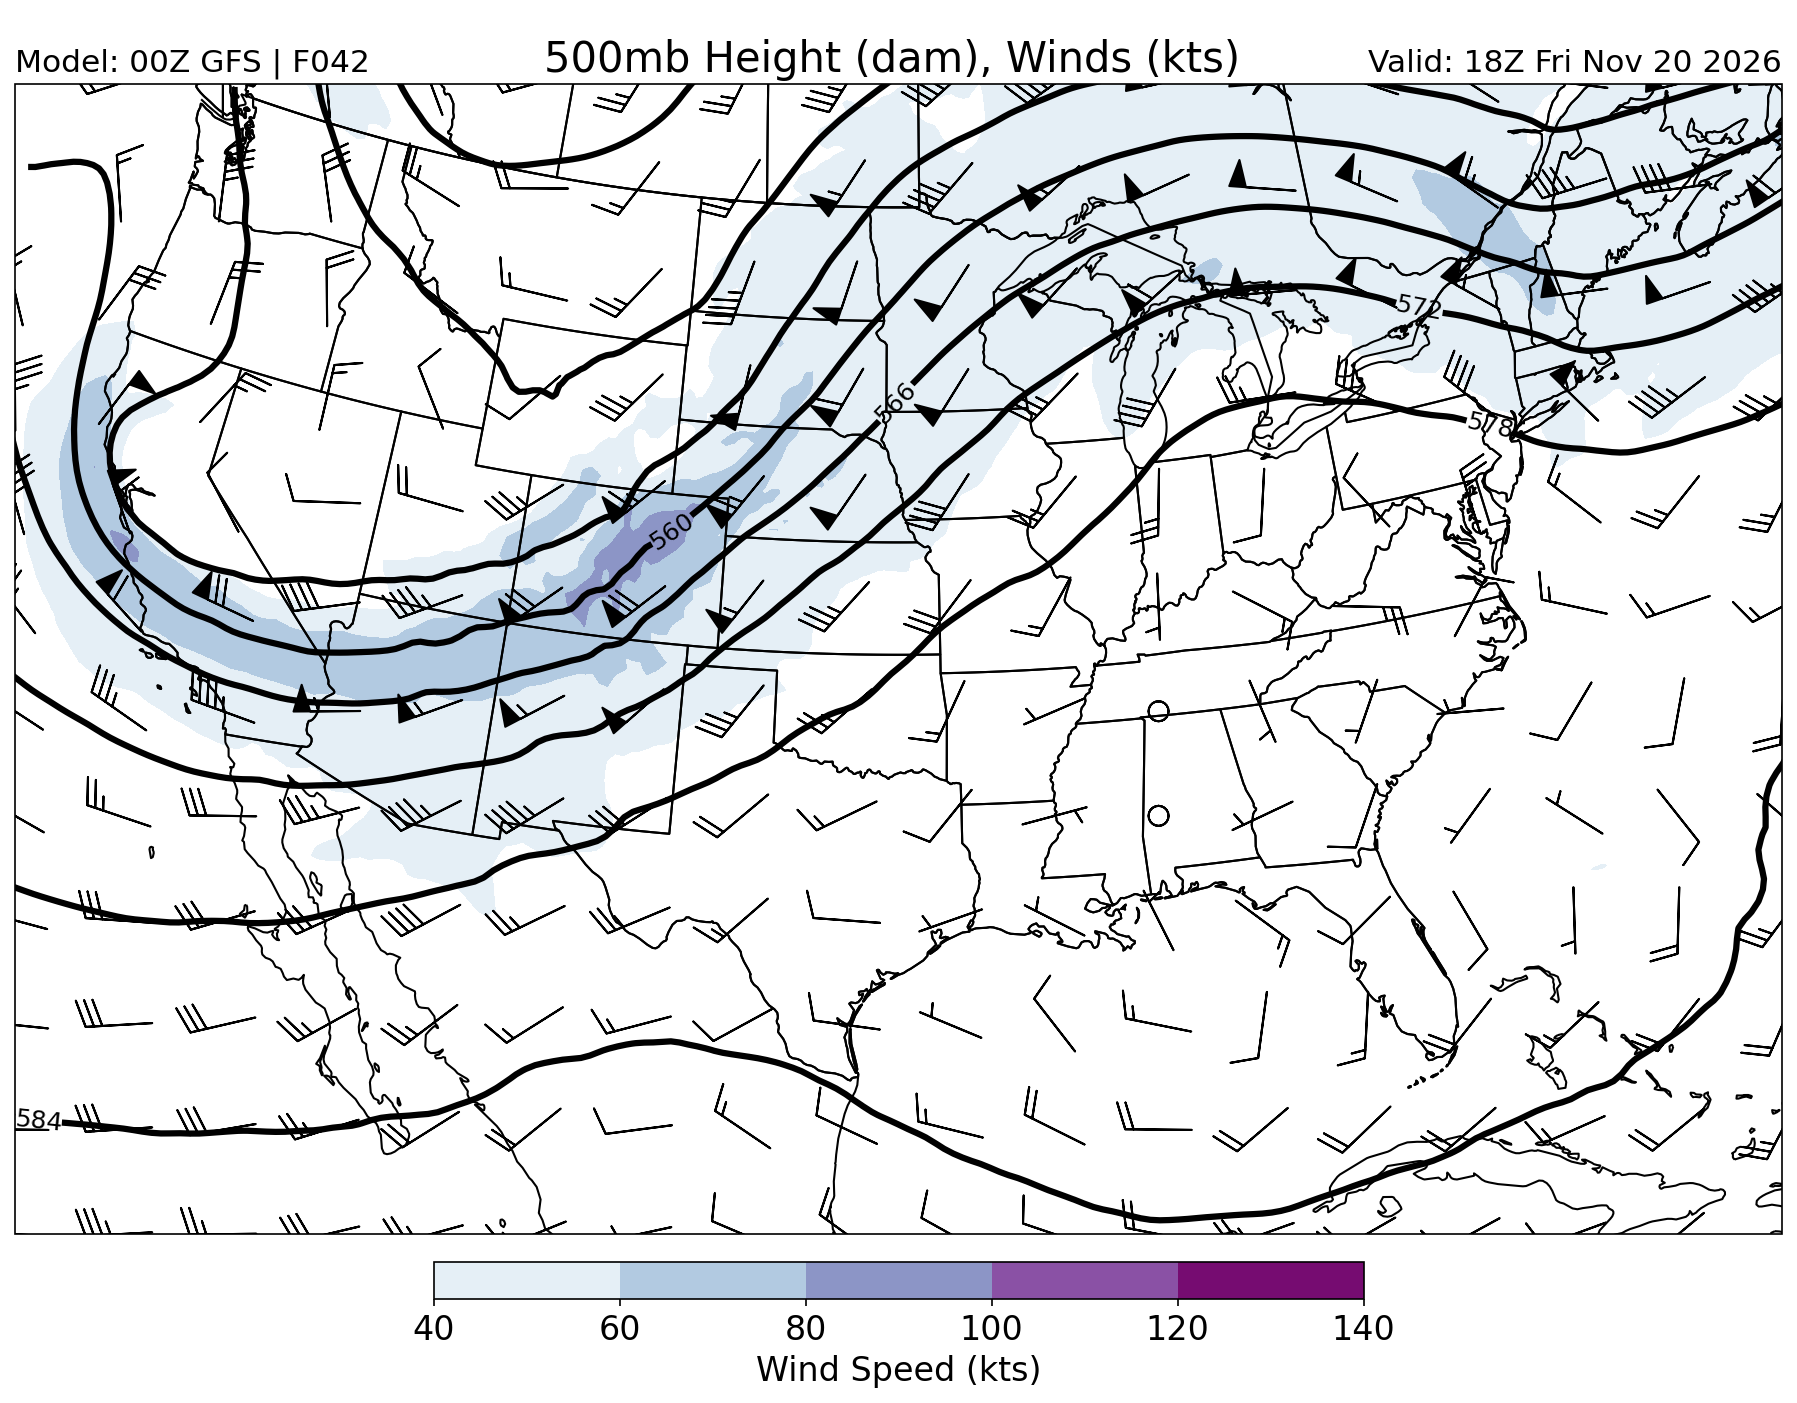 500mb Height (dam), Winds (kts)
Model: 00Z GFS | F042
Valid: 18Z Fri Nov 20 2026
572
566
578
560
584
40 60 80 100 120 140
Wind Speed (kts)